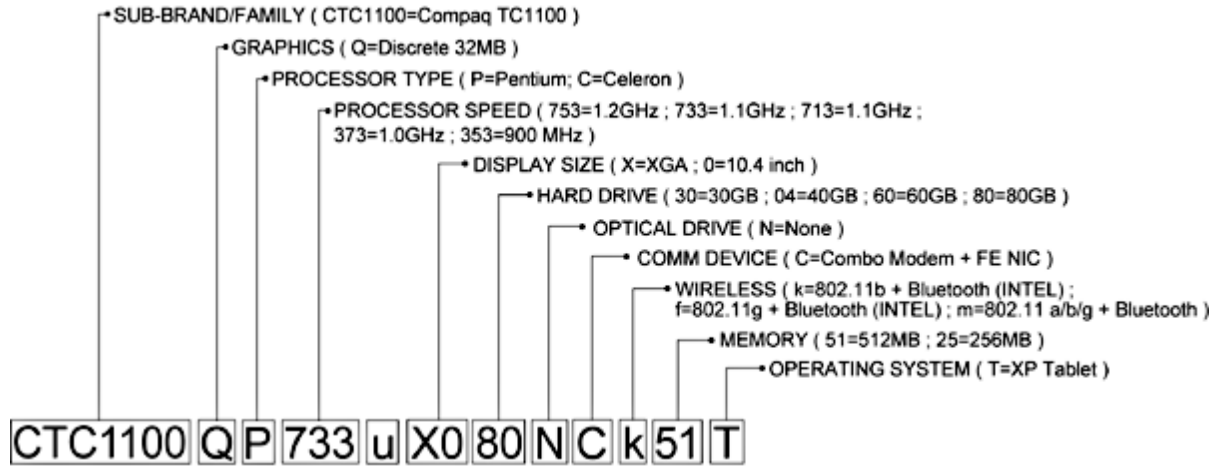 SUB-BRAND/FAMILY ( CTC1100=Compaq TC1100 )
GRAPHICS ( Q=Discrete 32MB )
PROCESSOR TYPE ( P=Pentium; C=Celeron )
PROCESSOR SPEED ( 753=1.2GHz ; 733=1.1GHz ; 713=1.1GHz ;
373=1.0GHz ; 353=900 MHz )
DISPLAY SIZE ( X=XGA ; 0=10.4 inch )
HARD DRIVE ( 30=30GB ; 04=40GB ; 60=60GB ; 80=80GB )
OPTICAL DRIVE ( N=None )
COMM DEVICE ( C=Combo Modem + FE NIC )
WIRELESS ( k=802.11b + Bluetooth (INTEL) ;
f=802.11g + Bluetooth (INTEL) ; m=802.11 a/b/g + Bluetooth )
MEMORY ( 51=512MB ; 25=256MB )
OPERATING SYSTEM ( T=XP Tablet )
CTC1100 Q P 733 u X0 80 N C k 51 T